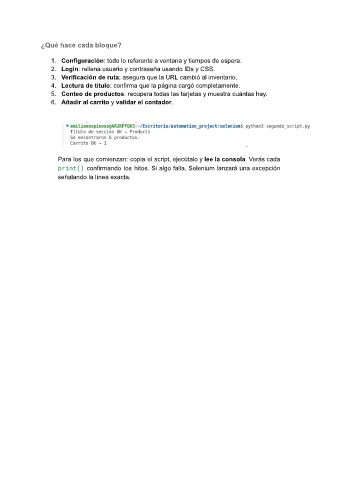 ¿Qué hace cada bloque?
1. Configuración: todo lo referente a ventana y tiempos de espera.
2. Login: rellena usuario y contraseña usando IDs y CSS.
3. Verificación de ruta: asegura que la URL cambió al inventario.
4. Lectura de título: confirma que la página cargó completamente.
5. Conteo de productos: recupera todas las tarjetas y muestra cuántas hay.
6. Añadir al carrito y validar el contador.
:~/Escritorio/automation_project/selenium$ python3 segundo_script.py
Título de sección OK → Products
Se encontraron 6 productos.
Carrito OK → 1
Para los que comienzan: copia el script, ejecútalo y lee la consola. Verás cada
print() confirmando los hitos. Si algo falla, Selenium lanzará una excepción
señalando la línea exacta.